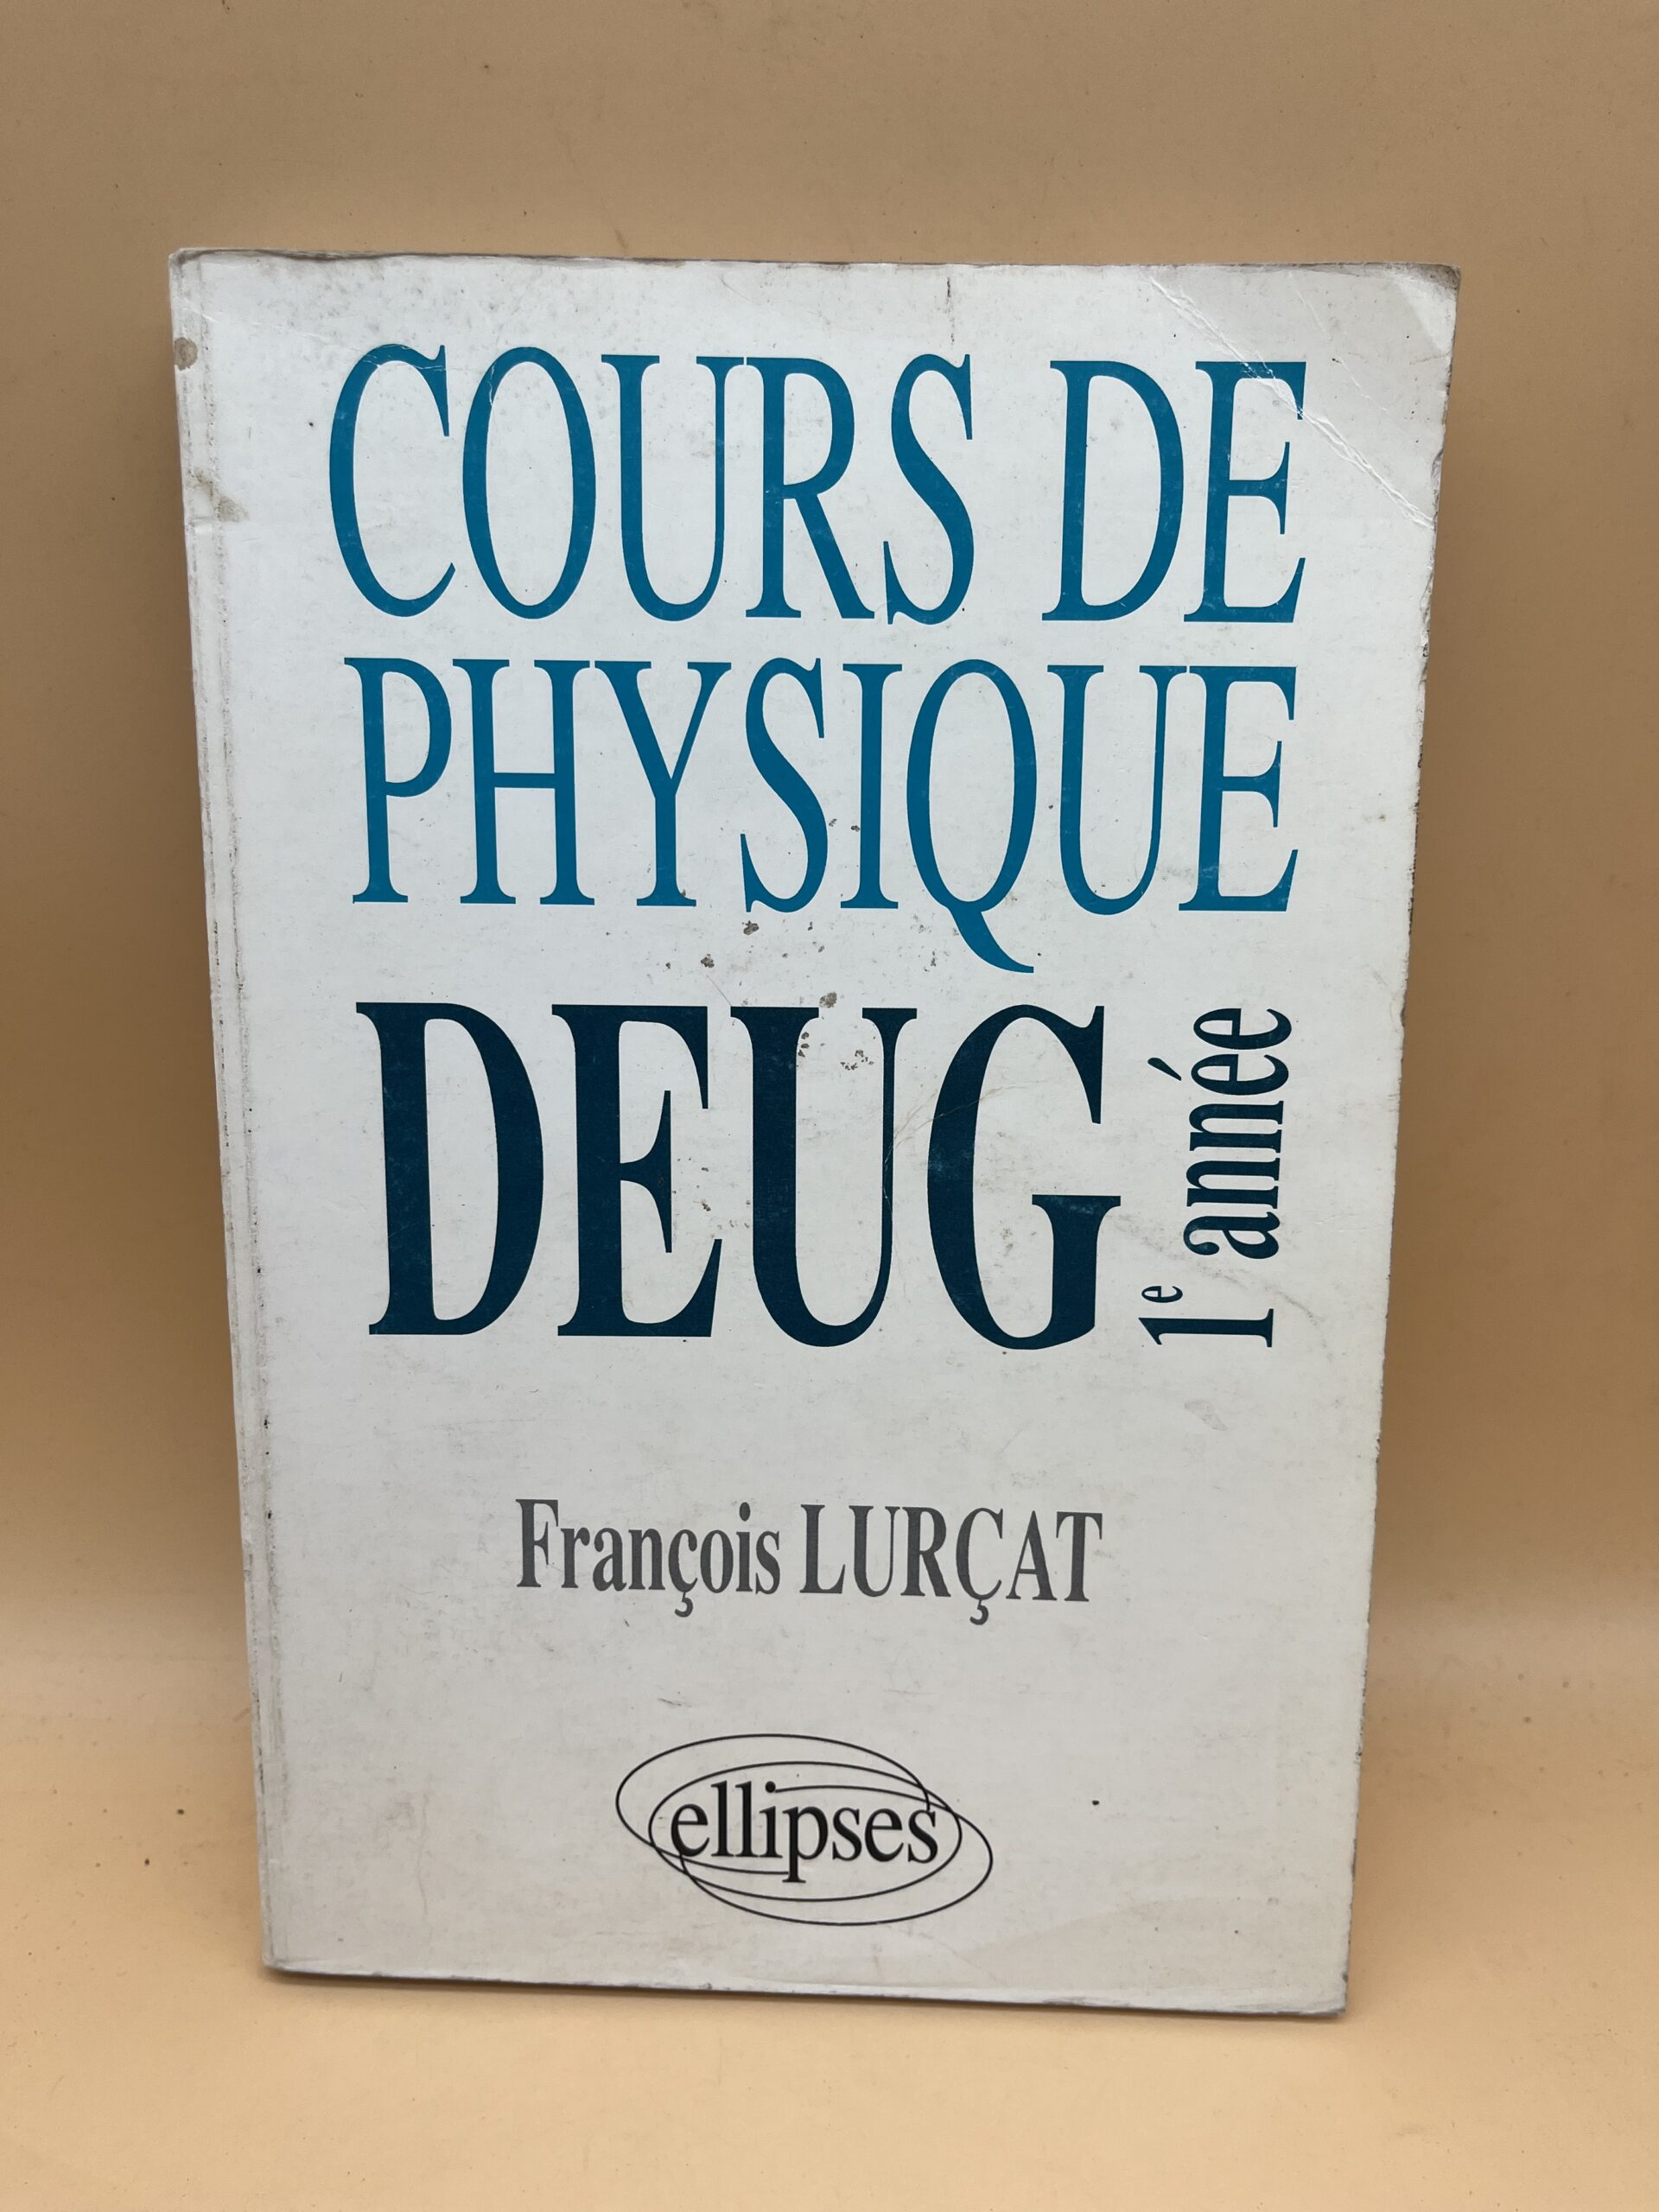 COURS DE
PHYSIQUE
DEUG
1e année
François LURÇAT
ellipses